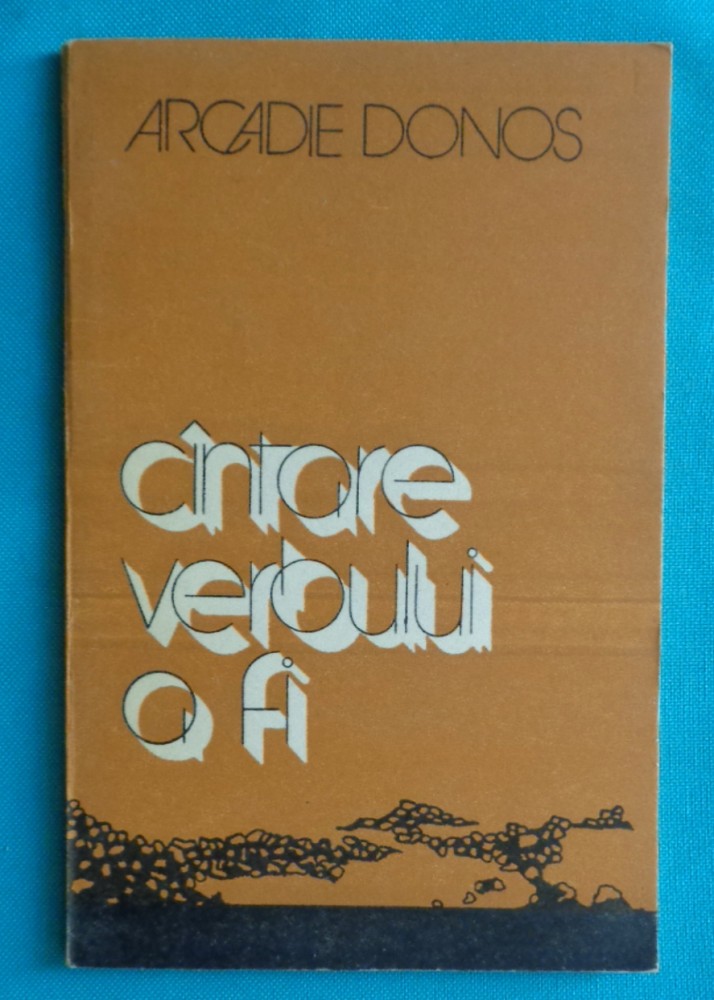 ARCADIE DONOS
cîntare
verbului
a fi